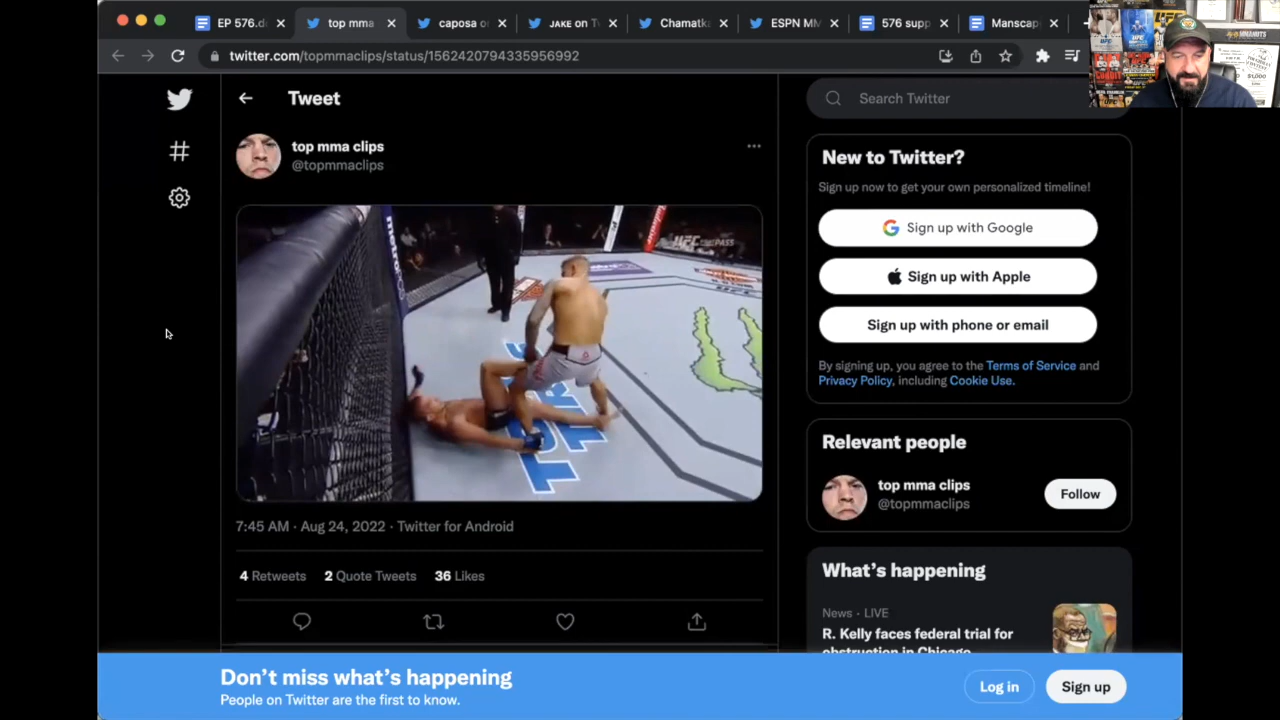 EP 576.d
top mma
caposa
JAKE on T
Chamatk
ESPN MM
576 supp
Manscap
twitter.com/topmmaclips/status/1562420794335956992
Tweet
Search Twitter
top mma clips
@topmmaclips
UFC FIGHT PASS
New to Twitter?
Sign up now to get your own personalized timeline!
Sign up with Google
Sign up with Apple
Sign up with phone or email
By signing up, you agree to the Terms of Service and
Privacy Policy, including Cookie Use.
Relevant people
top mma clips
@topmmaclips
Follow
7:45 AM · Aug 24, 2022 · Twitter for Android
4 Retweets 2 Quote Tweets 36 Likes
What's happening
News · LIVE
R. Kelly faces federal trial for
obstruction in Chicago
Don't miss what's happening
People on Twitter are the first to know.
Log in
Sign up